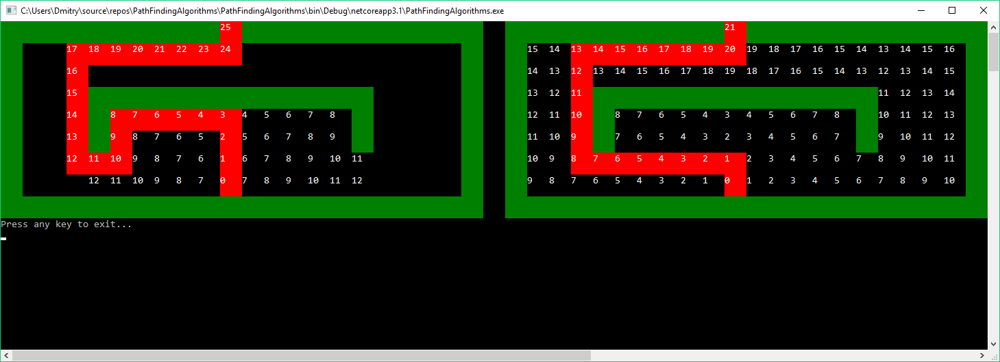 C:\Users\Dmitry\source\repos\PathFindingAlgorithms\PathFindingAlgorithms\bin\Debug\netcoreapp3.1\PathFindingAlgorithms.exe
25 21
17 18 19 20 21 22 23 24 15 14 13 14 15 16 17 18 19 20 19 18 17 16 15 14 13 14 15 16
16 14 13 12 13 14 15 16 17 18 19 18 17 16 15 14 13 12 13 14 15
15 13 12 11 11 12 13 14
14 8 7 6 5 4 3 4 5 6 7 8 12 11 10 8 7 6 5 4 3 4 5 6 7 8 10 11 12 13
13 9 8 7 6 5 2 5 6 7 8 9 11 10 9 7 6 5 4 3 2 3 4 5 6 7 9 10 11 12
12 11 10 9 8 7 6 1 6 7 8 9 10 11 10 9 8 7 6 5 4 3 2 1 2 3 4 5 6 7 8 9 10 11
12 11 10 9 8 7 0 7 8 9 10 11 12 9 8 7 6 5 4 3 2 1 0 1 2 3 4 5 6 7 8 9 10
Press any key to exit...